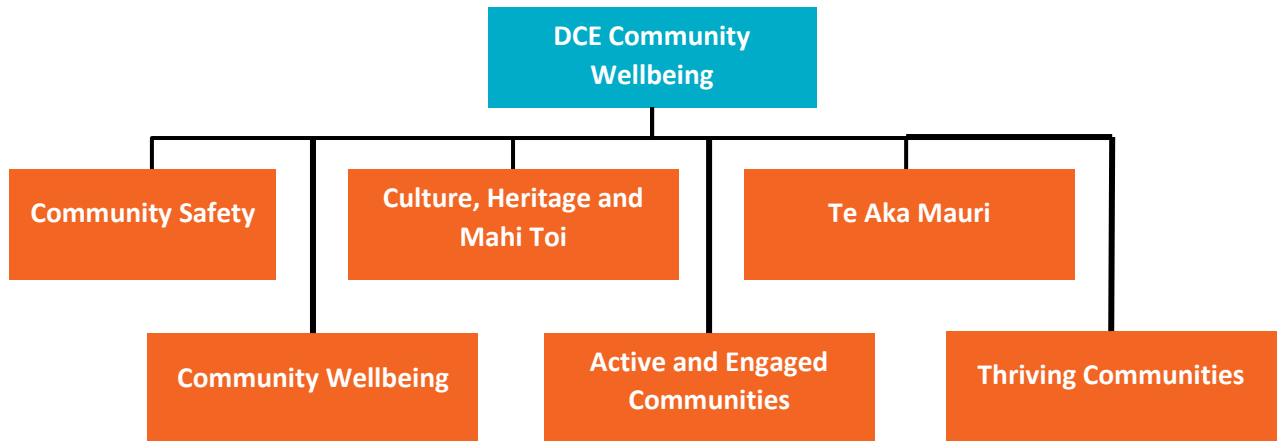 DCE Community
Wellbeing
Community Safety
Culture, Heritage and
Mahi Toi
Te Aka Mauri
Community Wellbeing
Active and Engaged
Communities
Thriving Communities